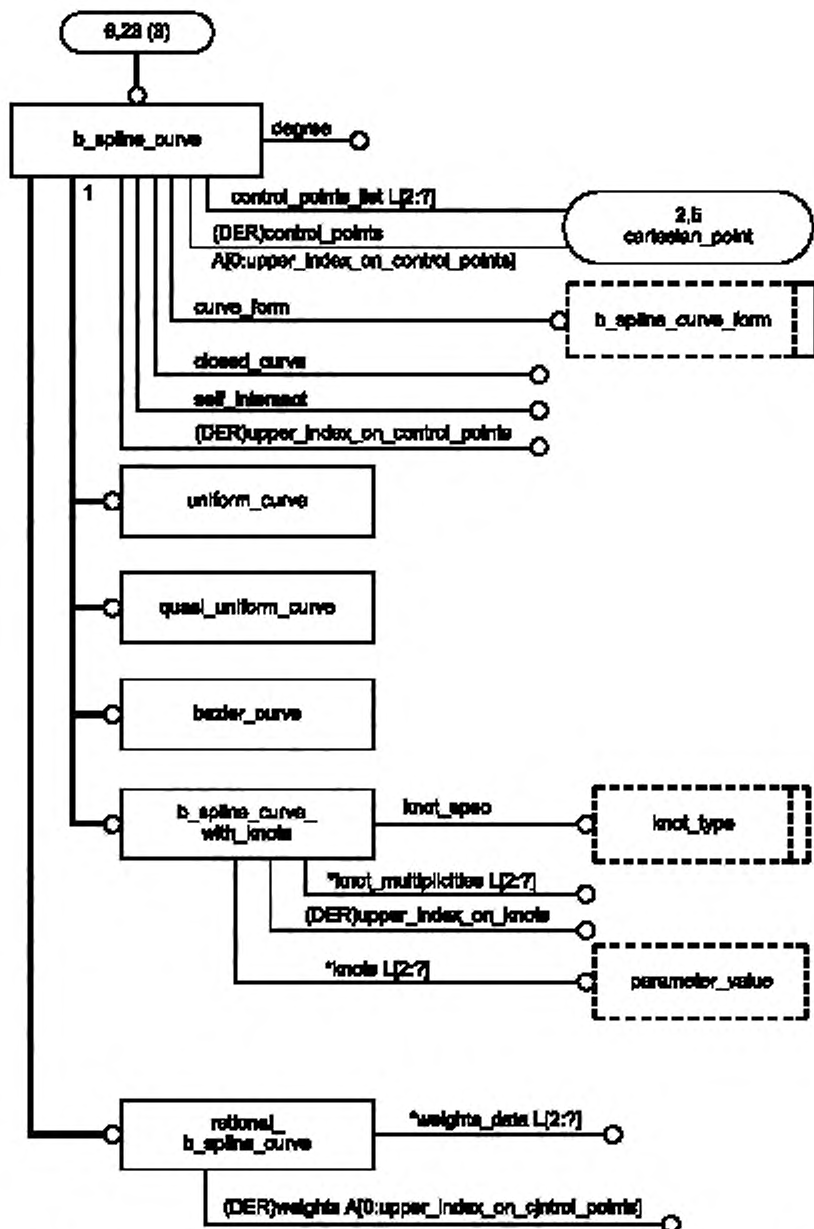 6,23 (3)
b_spline_curve
degree
1
control_points_list L[2:?]
(DER)control_points
A[0:upper_index_on_control_points]
2,5
cartesian_point
curve_form
b_spline_curve_form
closed_curve
self_intersect
(DER)upper_index_on_control_points
uniform_curve
quasi_uniform_curve
bezier_curve
b_spline_curve_
with_knots
knot_spec
knot_type
*knot_multiplicities L[2:?]
(DER)upper_index_on_knots
*knots L[2:?]
parameter_value
rational_
b_spline_curve
*weights_data L[2:?]
(DER)weights A[0:upper_index_on_cjntrol_points]